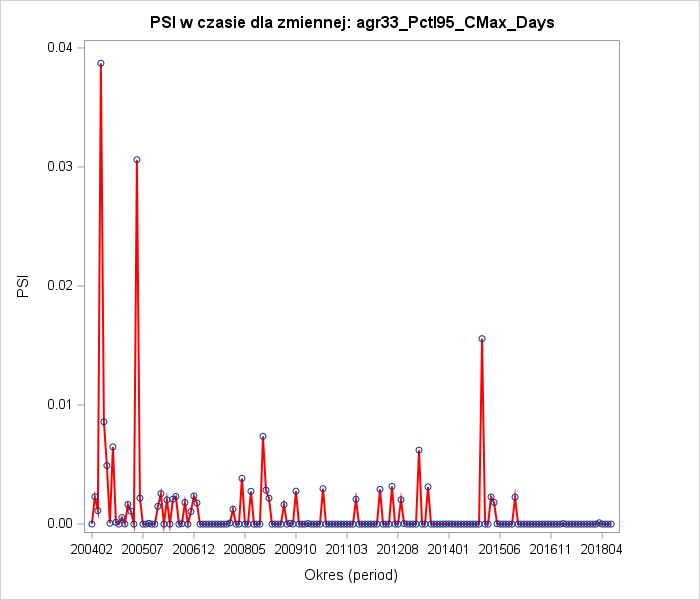 PSI w czasie dla zmiennej: agr33_Pctl95_CMax_Days
0.04
0.03
0.02
0.01
0.00
PSI
200402 200507 200612 200805 200910 201103 201208 201401 201506 201611 201804
Okres (period)